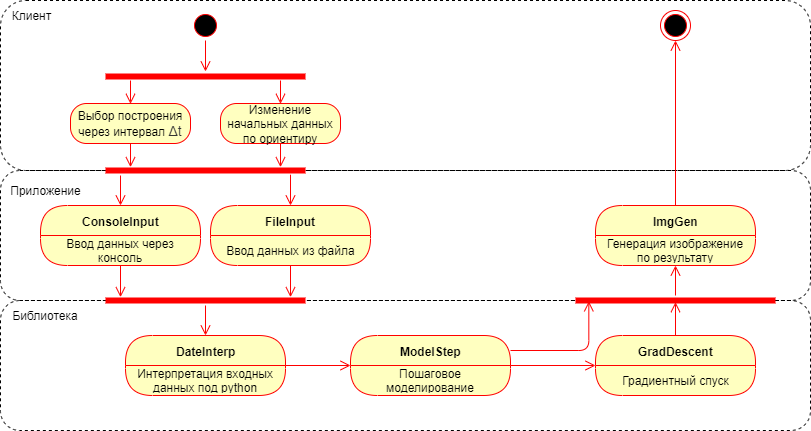 Клиент
Выбор построения
через интервал Δt
Изменение
начальных данных
по ориентиру
Приложение
ConsoleInput
Ввод данных через
консоль
FileInput
Ввод данных из файла
ImgGen
Генерация изображение
по результату
Библиотека
DateInterp
Интерпретация входных
данных под python
ModelStep
Пошаговое
моделирование
GradDescent
Градиентный спуск